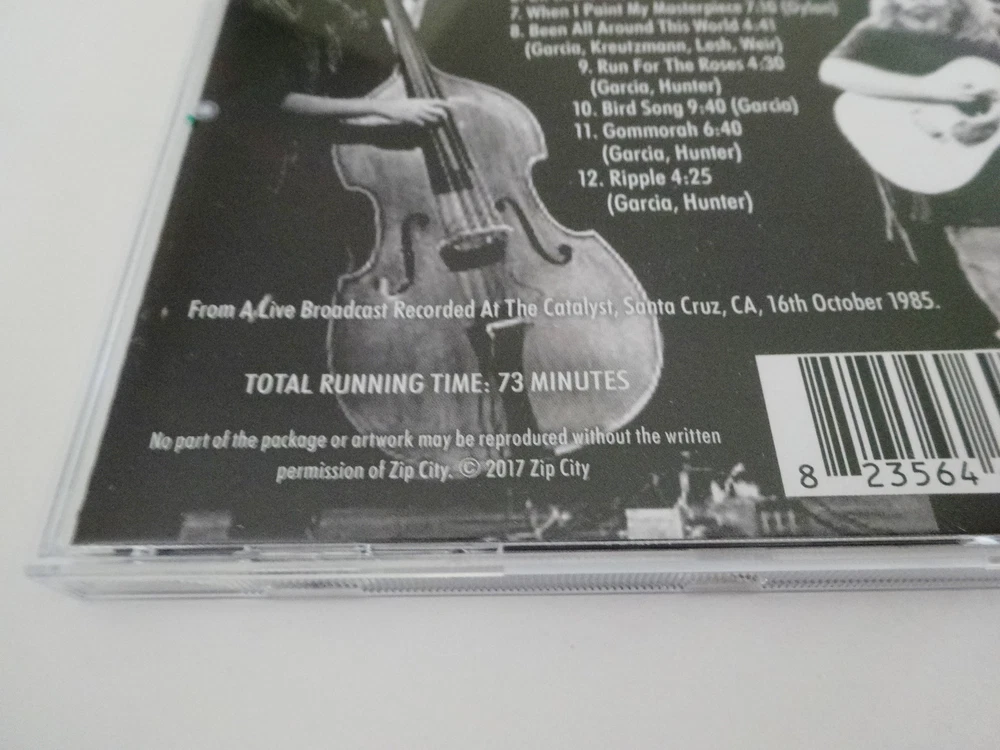 7. When I Paint My Masterpiece 7:10 (Dylan)
8. Been All Around This World 4:41
(Garcia, Kreutzmann, Lesh, Weir)
9. Run For The Roses 4:30
(Garcia, Hunter)
10. Bird Song 9:40 (Garcia)
11. Gommorah 6:40
(Garcia, Hunter)
12. Ripple 4:25
(Garcia, Hunter)
From A Live Broadcast Recorded At The Catalyst, Santa Cruz, CA, 16th October 1985.
TOTAL RUNNING TIME: 73 MINUTES
No part of the package or artwork may be reproduced without the written
permission of Zip City. © 2017 Zip City
8 23564